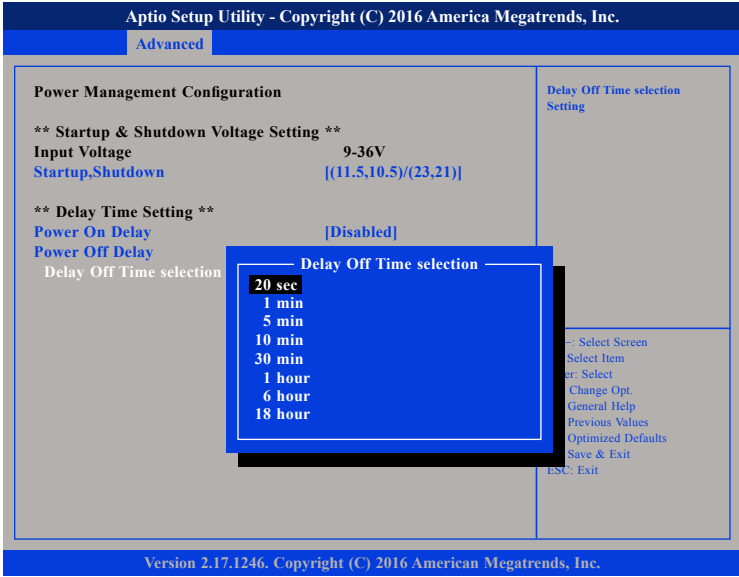 Aptio Setup Utility - Copyright (C) 2016 America Megatrends, Inc.
Advanced
Power Management Configuration
** Startup & Shutdown Voltage Setting **
Input Voltage 9-36V
Startup,Shutdown [(11.5,10.5)/(23,21)]
** Delay Time Setting **
Power On Delay [Disabled]
Power Off Delay
Delay Off Time selection
Delay Off Time selection
20 sec
1 min
5 min
10 min
30 min
1 hour
6 hour
18 hour
Delay Off Time selection
Setting
: Select Screen
Select Item
: Select
Change Opt.
General Help
Previous Values
Optimized Defaults
Save & Exit
ESC: Exit
Version 2.17.1246. Copyright (C) 2016 American Megatrends, Inc.